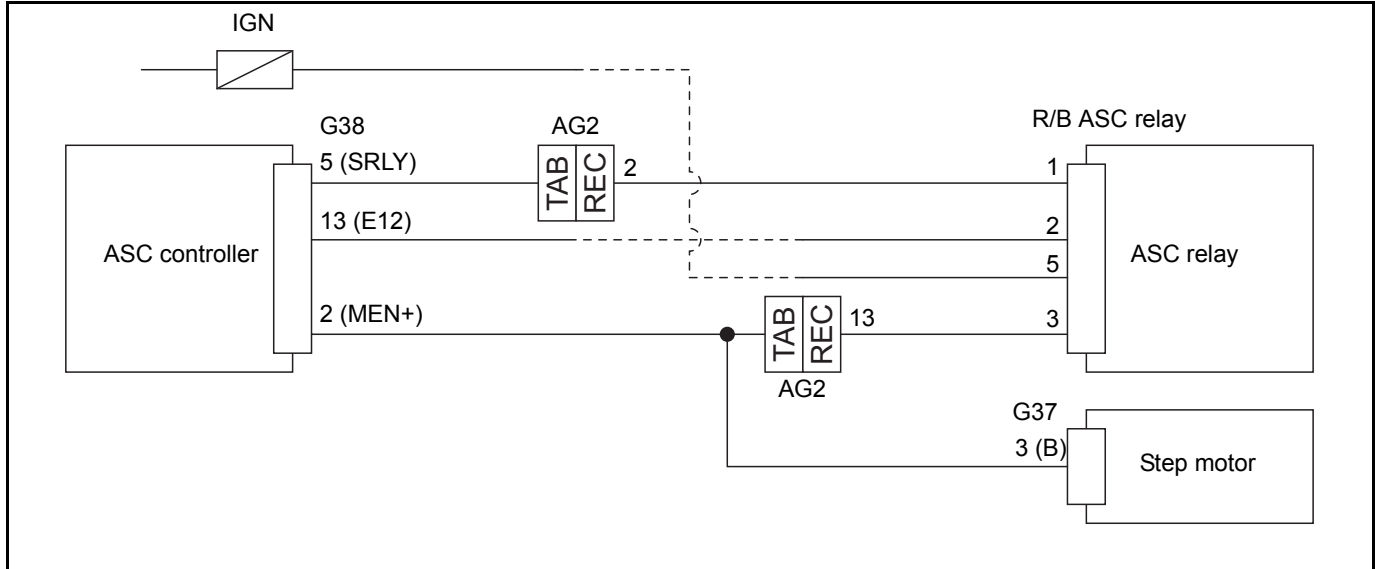 IGN
G38
AG2
R/B ASC relay
5 (SRLY)
TAB
REC
2
1
13 (E12)
2
ASC controller
ASC relay
5
2 (MEN+)
TAB
REC
13
3
AG2
G37
3 (B)
Step motor